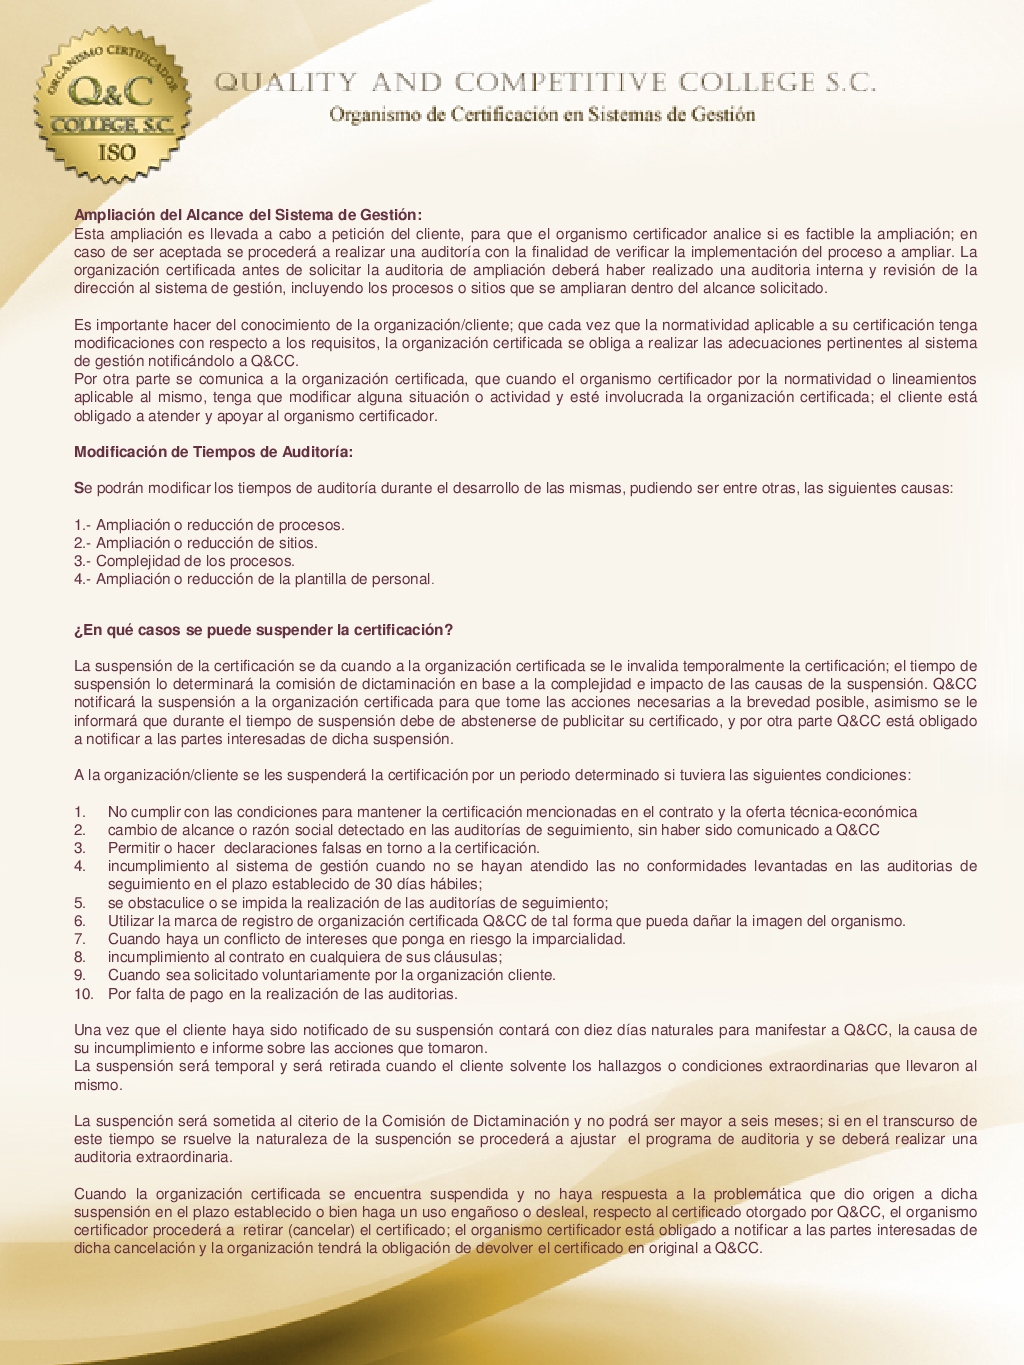 ORGANISMO CERTIFICADOR
Q&C
COLLEGE, S.C.
ISO
QUALITY AND COMPETITIVE COLLEGE S.C.
Organismo de Certificación en Sistemas de Gestión
Ampliación del Alcance del Sistema de Gestión:
Esta ampliación es llevada a cabo a petición del cliente, para que el organismo certificador analice si es factible la ampliación; en
caso de ser aceptada se procederá a realizar una auditoría con la finalidad de verificar la implementación del proceso a ampliar. La
organización certificada antes de solicitar la auditoria de ampliación deberá haber realizado una auditoria interna y revisión de la
dirección al sistema de gestión, incluyendo los procesos o sitios que se ampliaran dentro del alcance solicitado.
Es importante hacer del conocimiento de la organización/cliente; que cada vez que la normatividad aplicable a su certificación tenga
modificaciones con respecto a los requisitos, la organización certificada se obliga a realizar las adecuaciones pertinentes al sistema
de gestión notificándolo a Q&CC.
Por otra parte se comunica a la organización certificada, que cuando el organismo certificador por la normatividad o lineamientos
aplicable al mismo, tenga que modificar alguna situación o actividad y esté involucrada la organización certificada; el cliente está
obligado a atender y apoyar al organismo certificador.
Modificación de Tiempos de Auditoría:
Se podrán modificar los tiempos de auditoría durante el desarrollo de las mismas, pudiendo ser entre otras, las siguientes causas:
1.- Ampliación o reducción de procesos.
2.- Ampliación o reducción de sitios.
3.- Complejidad de los procesos.
4.- Ampliación o reducción de la plantilla de personal.
¿En qué casos se puede suspender la certificación?
La suspensión de la certificación se da cuando a la organización certificada se le invalida temporalmente la certificación; el tiempo de
suspensión lo determinará la comisión de dictaminación en base a la complejidad e impacto de las causas de la suspensión. Q&CC
notificará la suspensión a la organización certificada para que tome las acciones necesarias a la brevedad posible, asimismo se le
informará que durante el tiempo de suspensión debe de abstenerse de publicitar su certificado, y por otra parte Q&CC está obligado
a notificar a las partes interesadas de dicha suspensión.
A la organización/cliente se les suspenderá la certificación por un periodo determinado si tuviera las siguientes condiciones:
1. No cumplir con las condiciones para mantener la certificación mencionadas en el contrato y la oferta técnica-económica
2. cambio de alcance o razón social detectado en las auditorías de seguimiento, sin haber sido comunicado a Q&CC
3. Permitir o hacer declaraciones falsas en torno a la certificación.
4. incumplimiento al sistema de gestión cuando no se hayan atendido las no conformidades levantadas en las auditorias de
seguimiento en el plazo establecido de 30 días hábiles;
5. se obstaculice o se impida la realización de las auditorías de seguimiento;
6. Utilizar la marca de registro de organización certificada Q&CC de tal forma que pueda dañar la imagen del organismo.
7. Cuando haya un conflicto de intereses que ponga en riesgo la imparcialidad.
8. incumplimiento al contrato en cualquiera de sus cláusulas;
9. Cuando sea solicitado voluntariamente por la organización cliente.
10. Por falta de pago en la realización de las auditorias.
Una vez que el cliente haya sido notificado de su suspensión contará con diez días naturales para manifestar a Q&CC, la causa de
su incumplimiento e informe sobre las acciones que tomaron.
La suspensión será temporal y será retirada cuando el cliente solvente los hallazgos o condiciones extraordinarias que llevaron al
mismo.
La suspención será sometida al citerio de la Comisión de Dictaminación y no podrá ser mayor a seis meses; si en el transcurso de
este tiempo se rsuelve la naturaleza de la suspención se procederá a ajustar el programa de auditoria y se deberá realizar una
auditoria extraordinaria.
Cuando la organización certificada se encuentra suspendida y no haya respuesta a la problemática que dio origen a dicha
suspensión en el plazo establecido o bien haga un uso engañoso o desleal, respecto al certificado otorgado por Q&CC, el organismo
certificador procederá a retirar (cancelar) el certificado; el organismo certificador está obligado a notificar a las partes interesadas de
dicha cancelación y la organización tendrá la obligación de devolver el certificado en original a Q&CC.